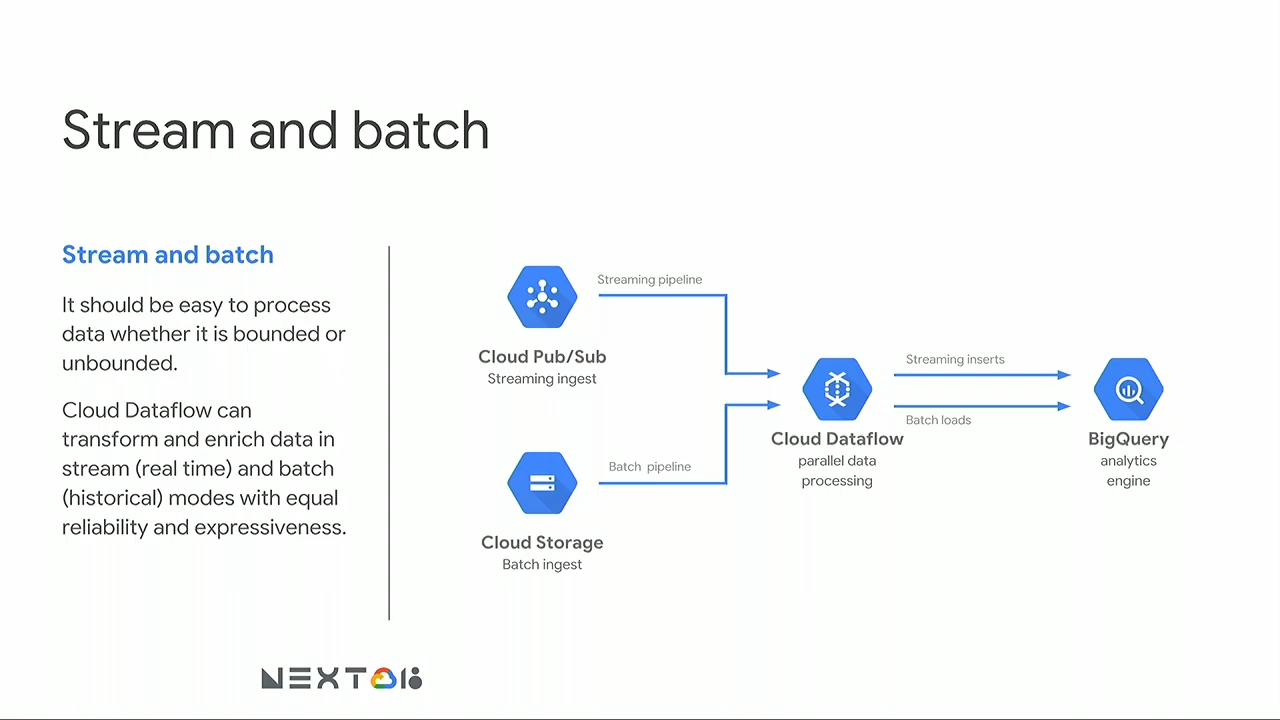 Stream and batch
Stream and batch
It should be easy to process
data whether it is bounded or
unbounded.
Cloud Dataflow can
transform and enrich data in
stream (real time) and batch
(historical) modes with equal
reliability and expressiveness.
Streaming pipeline
Cloud Pub/Sub
Streaming ingest
Batch pipeline
Cloud Storage
Batch ingest
Cloud Dataflow
parallel data
processing
Streaming inserts
Batch loads
BigQuery
analytics
engine
NEXT 18